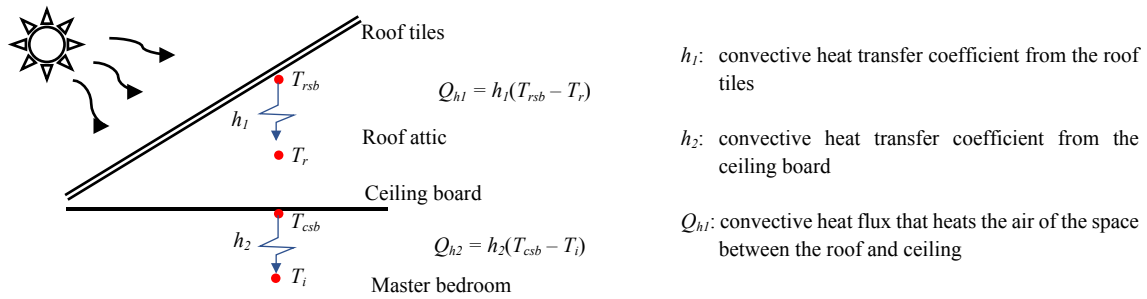 Roof tiles
T_rsb
Q_h1 = h_1(T_rsb – T_r)
h_1
Roof attic
T_r
Ceiling board
T_csb
h_2
Q_h2 = h_2(T_csb – T_i)
T_i
Master bedroom
h_1: convective heat transfer coefficient from the roof
tiles
h_2: convective heat transfer coefficient from the
ceiling board
Q_h1: convective heat flux that heats the air of the space
between the roof and ceiling